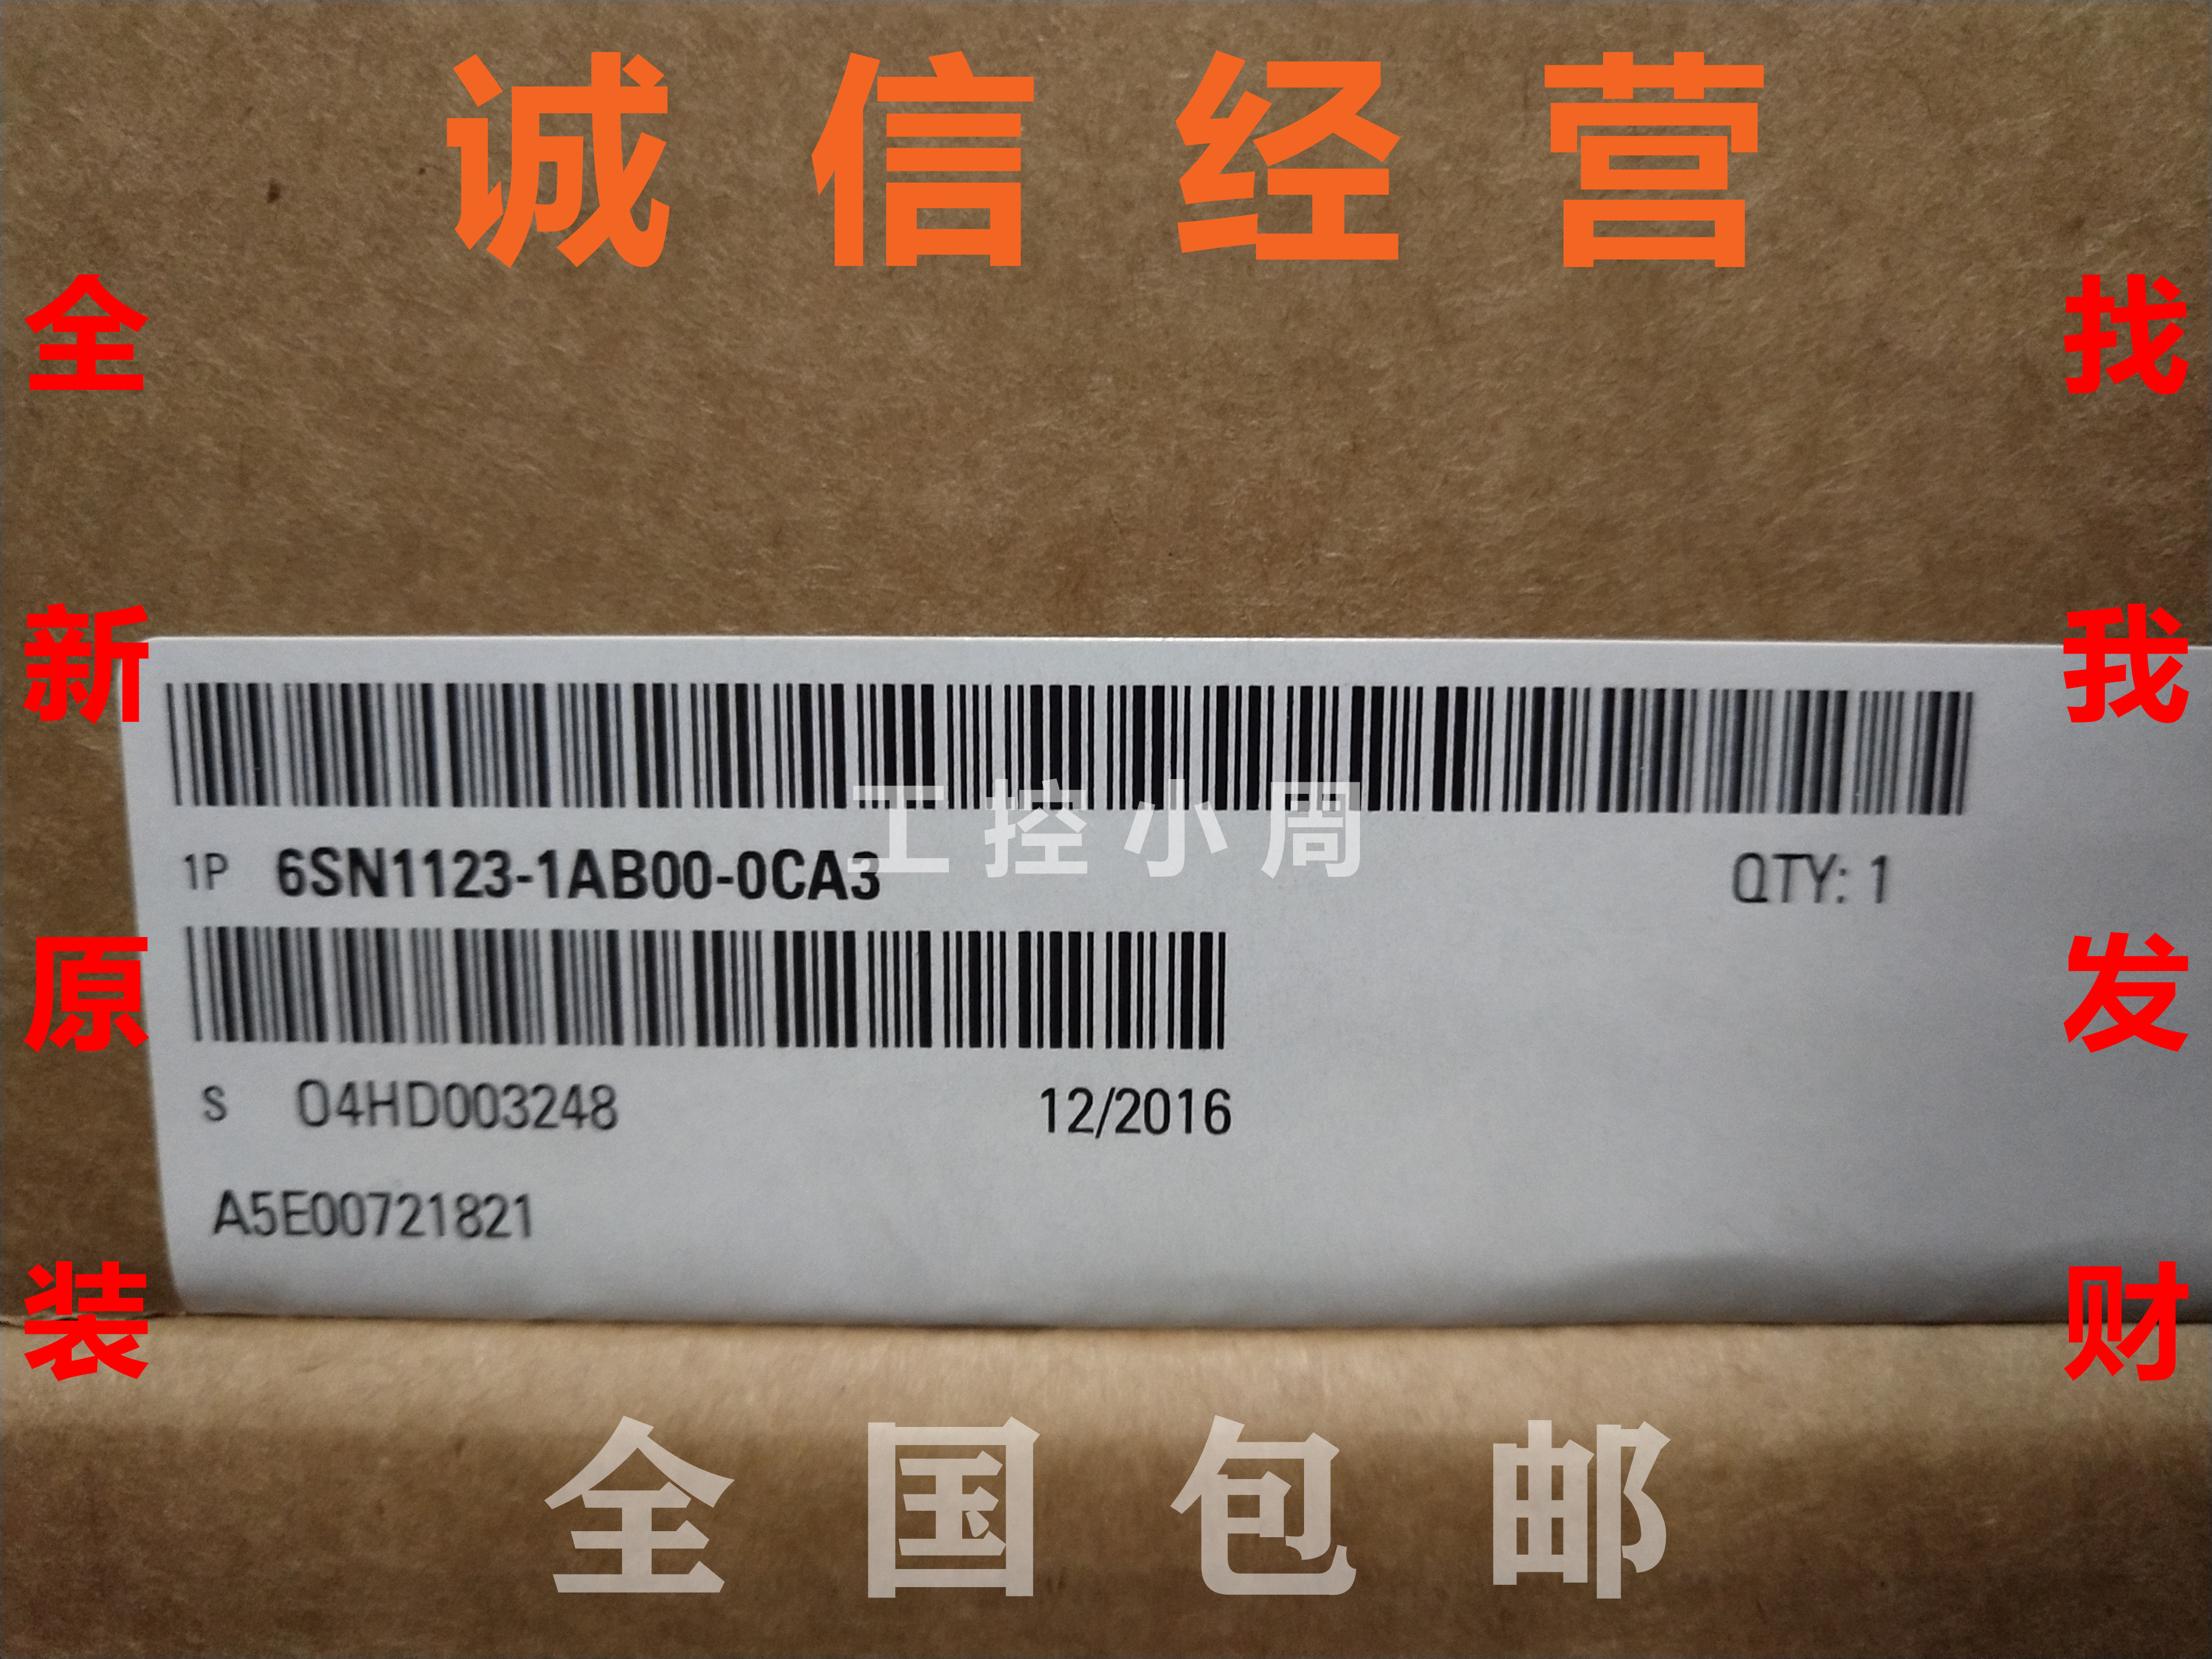 诚信经营
全新原装
找我发财
1P 6SN1123-1AB00-0CA3 QTY: 1
工控小周
S O4HD003248 12/2016
A5E00721821
全国包邮